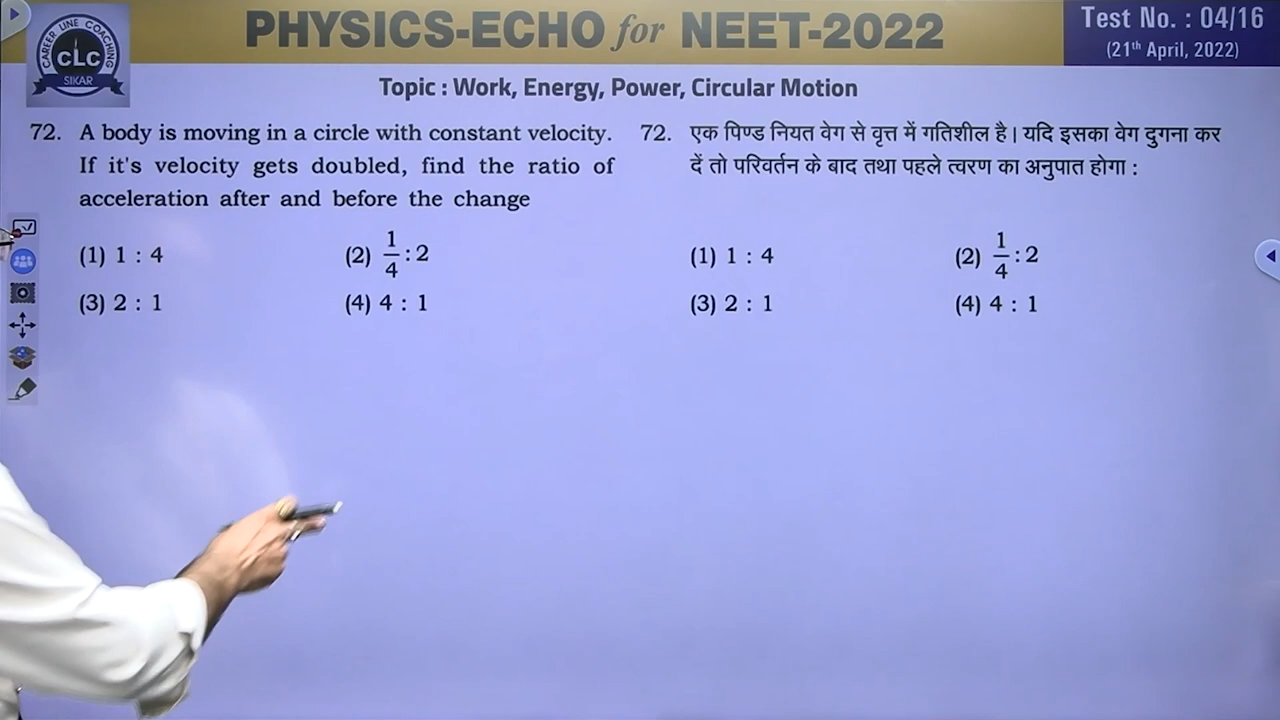 PHYSICS-ECHO for NEET-2022
Test No. : 04/16
(21th April, 2022)
CAREER LINE COACHING
CLC
SIKAR
Topic : Work, Energy, Power, Circular Motion
72. A body is moving in a circle with constant velocity.
If it's velocity gets doubled, find the ratio of
acceleration after and before the change
(1) 1 : 4 (2) 1/4 : 2
(3) 2 : 1 (4) 4 : 1
72. एक पिण्ड नियत वेग से वृत्त में गतिशील है। यदि इसका वेग दुगना कर
दें तो परिवर्तन के बाद तथा पहले त्वरण का अनुपात होगा :
(1) 1 : 4 (2) 1/4 : 2
(3) 2 : 1 (4) 4 : 1